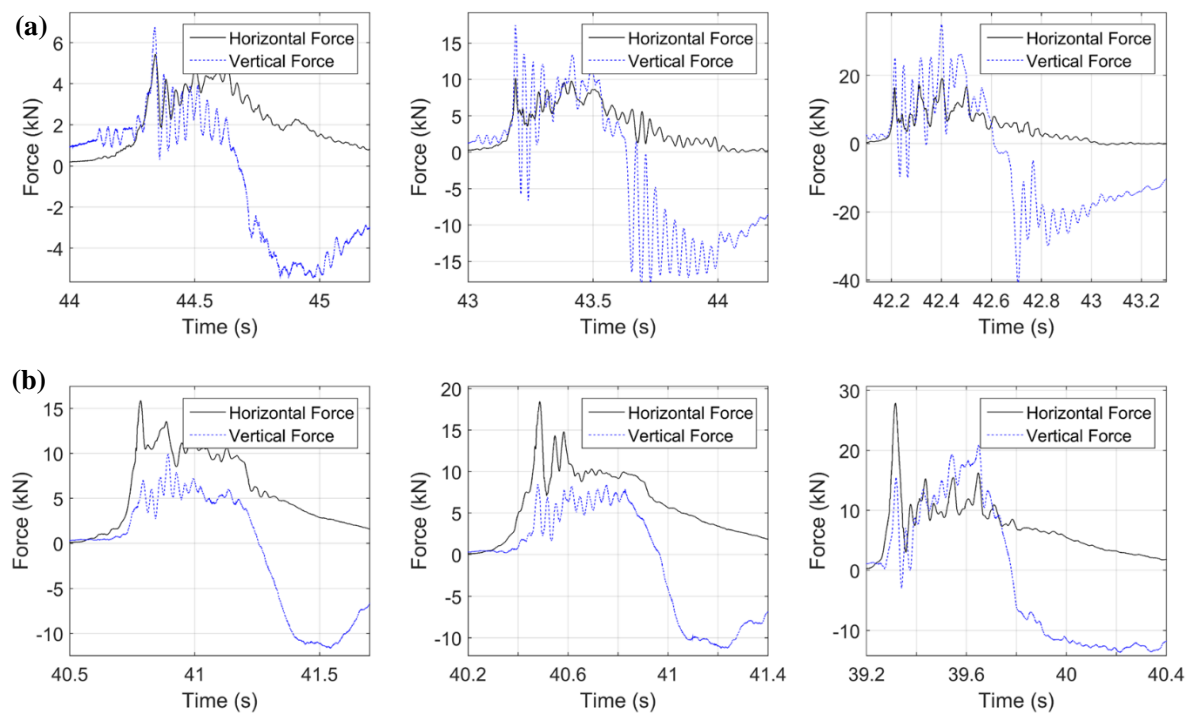 (a)
Force (kN)
6
4
2
0
-2
-4
44
44.5
45
Time (s)
Horizontal Force
Vertical Force
Force (kN)
15
10
5
0
-5
-10
-15
43
43.5
44
Time (s)
Horizontal Force
Vertical Force
Force (kN)
20
0
-20
-40
42.2
42.4
42.6
42.8
43
43.2
Time (s)
Horizontal Force
Vertical Force
(b)
Force (kN)
15
10
5
0
-5
-10
40.5
41
41.5
Time (s)
Horizontal Force
Vertical Force
Force (kN)
20
15
10
5
0
-5
-10
40.2
40.6
41
41.4
Time (s)
Horizontal Force
Vertical Force
Force (kN)
30
20
10
0
-10
39.2
39.6
40
40.4
Time (s)
Horizontal Force
Vertical Force